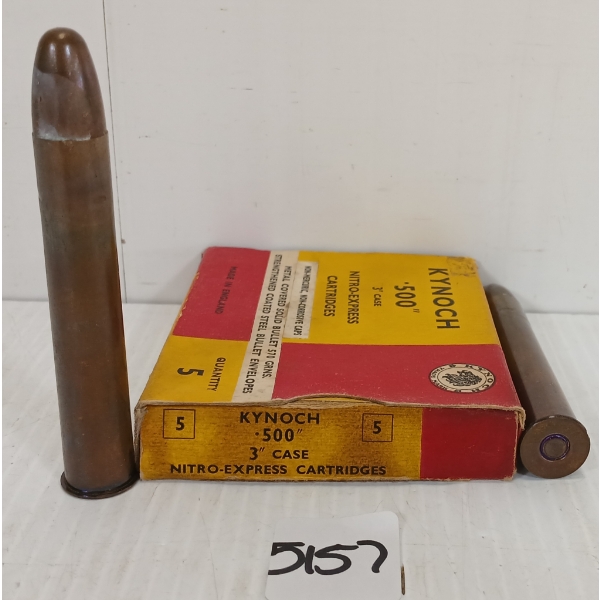 KYNOCH
·500"
3" CASE
NITRO-EXPRESS
CARTRIDGES
NON-MERCURIC, NON-CORROSIVE CAPS
METAL COVERED SOLID BULLET 570 GRNS.
STRENGTHENED COATED STEEL BULLET ENVELOPES
MADE IN ENGLAND
QUANTITY
5
5
KYNOCH
·500"
3" CASE
NITRO-EXPRESS CARTRIDGES
5
5157